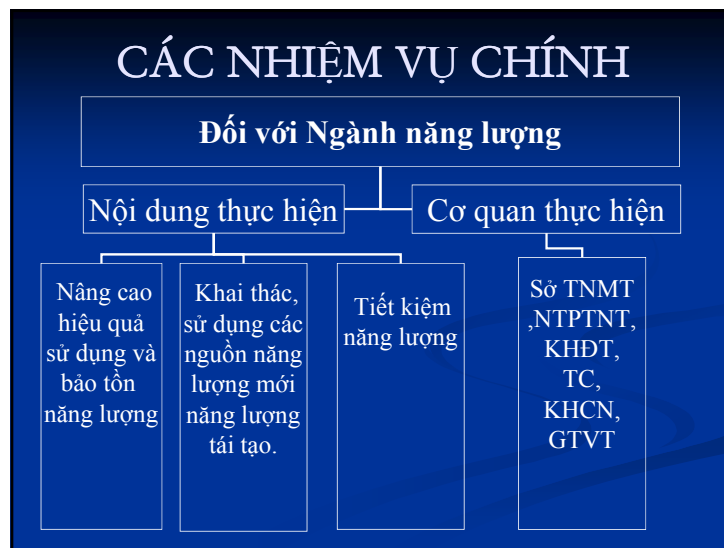 CÁC NHIỆM VỤ CHÍNH
Đối với Ngành năng lượng
Nội dung thực hiện
Cơ quan thực hiện
Nâng cao
hiệu quả
sử dụng và
bảo tồn
năng lượng
Khai thác,
sử dụng các
nguồn năng
lượng mới
năng lượng
tái tạo.
Tiết kiệm
năng lượng
Sở TNMT
,NTPTNT,
KHĐT,
TC,
KHCN,
GTVT